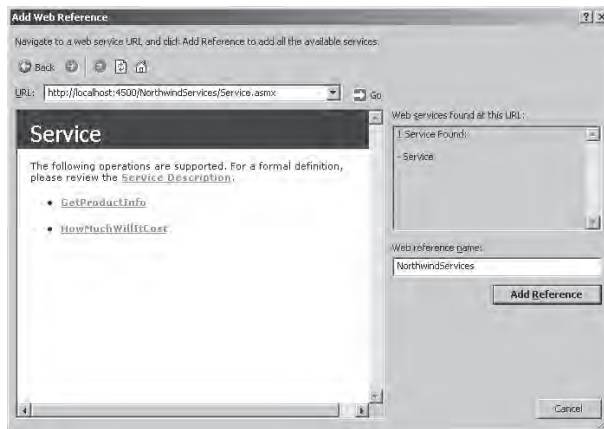 Add Web Reference
Navigate to a web service URL and click Add Reference to add all the available services.
Back
URL: http://localhost:4500/NorthwindServices/Service.asmx Go
Service
The following operations are supported. For a formal definition,
please review the Service Description.
• GetProductInfo
• HowMuchWillItCost
Web services found at this URL:
1 Service Found:
- Service
Web reference name:
NorthwindServices
Add Reference
Cancel